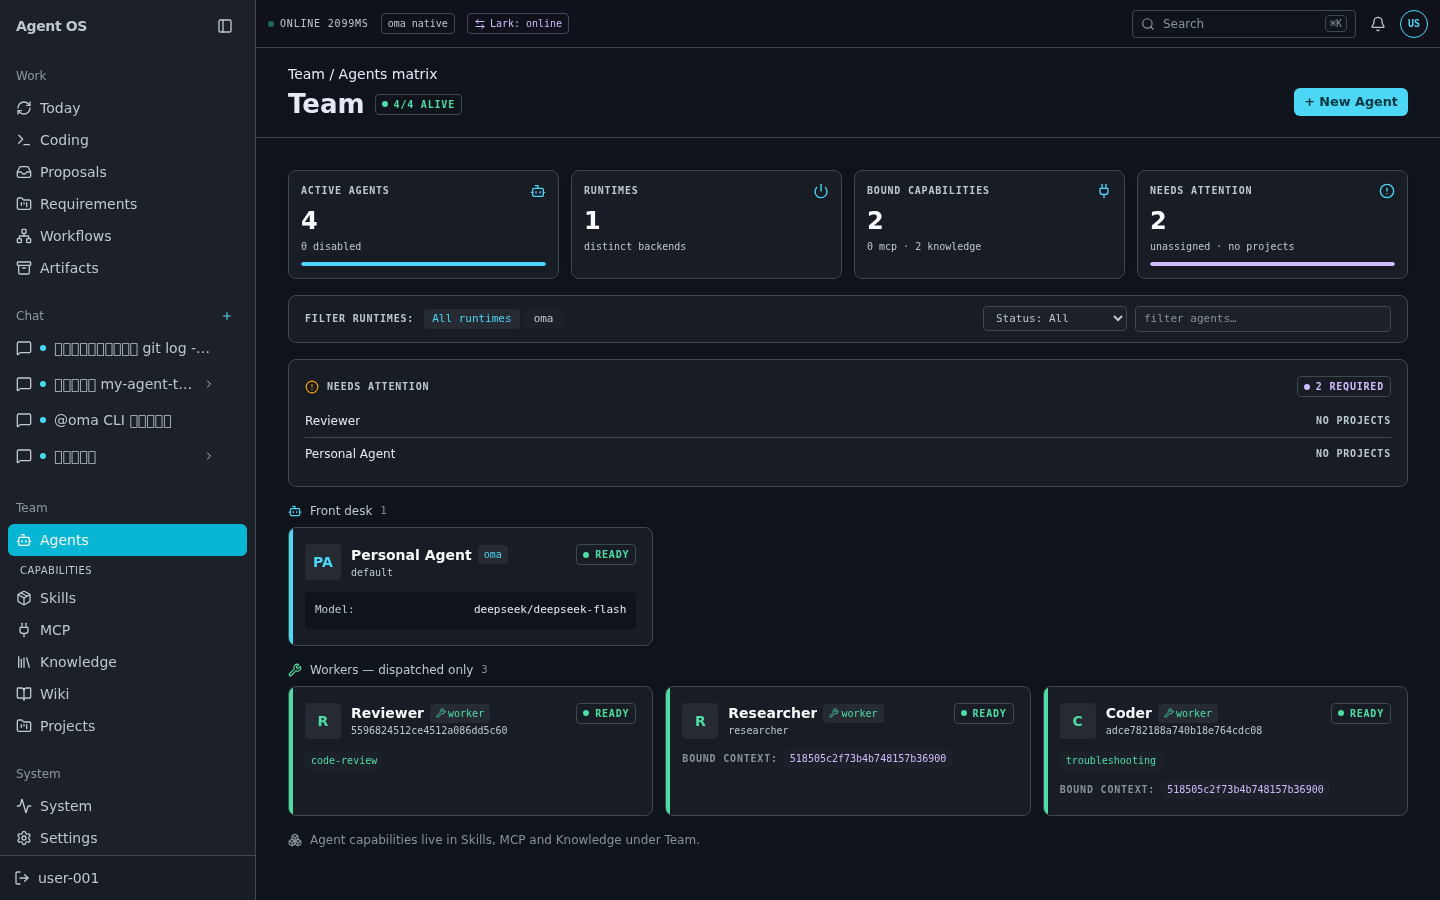 Agent OS
Work
Today
Coding
Proposals
Requirements
Workflows
Artifacts
Chat
git log -…
my-agent-t…
@oma CLI
Team
Agents
CAPABILITIES
Skills
MCP
Knowledge
Wiki
Projects
System
System
Settings
user-001
ONLINE 2099MS
oma native
Lark: online
Search
⌘K
US
Team / Agents matrix
Team
4/4 ALIVE
+ New Agent
ACTIVE AGENTS
4
0 disabled
RUNTIMES
1
distinct backends
BOUND CAPABILITIES
2
0 mcp · 2 knowledge
NEEDS ATTENTION
2
unassigned · no projects
FILTER RUNTIMES: All runtimes oma
Status: All
filter agents…
NEEDS ATTENTION
2 REQUIRED
Reviewer NO PROJECTS
Personal Agent NO PROJECTS
Front desk 1
PA
Personal Agent oma
READY
default
Model: deepseek/deepseek-flash
Workers — dispatched only 3
R
Reviewer worker
READY
5596824512ce4512a086dd5c60
code-review
R
Researcher worker
READY
researcher
BOUND CONTEXT: 518505c2f73b4b748157b36900
C
Coder worker
READY
adce782188a740b18e764cdc08
troubleshooting
BOUND CONTEXT: 518505c2f73b4b748157b36900
Agent capabilities live in Skills, MCP and Knowledge under Team.